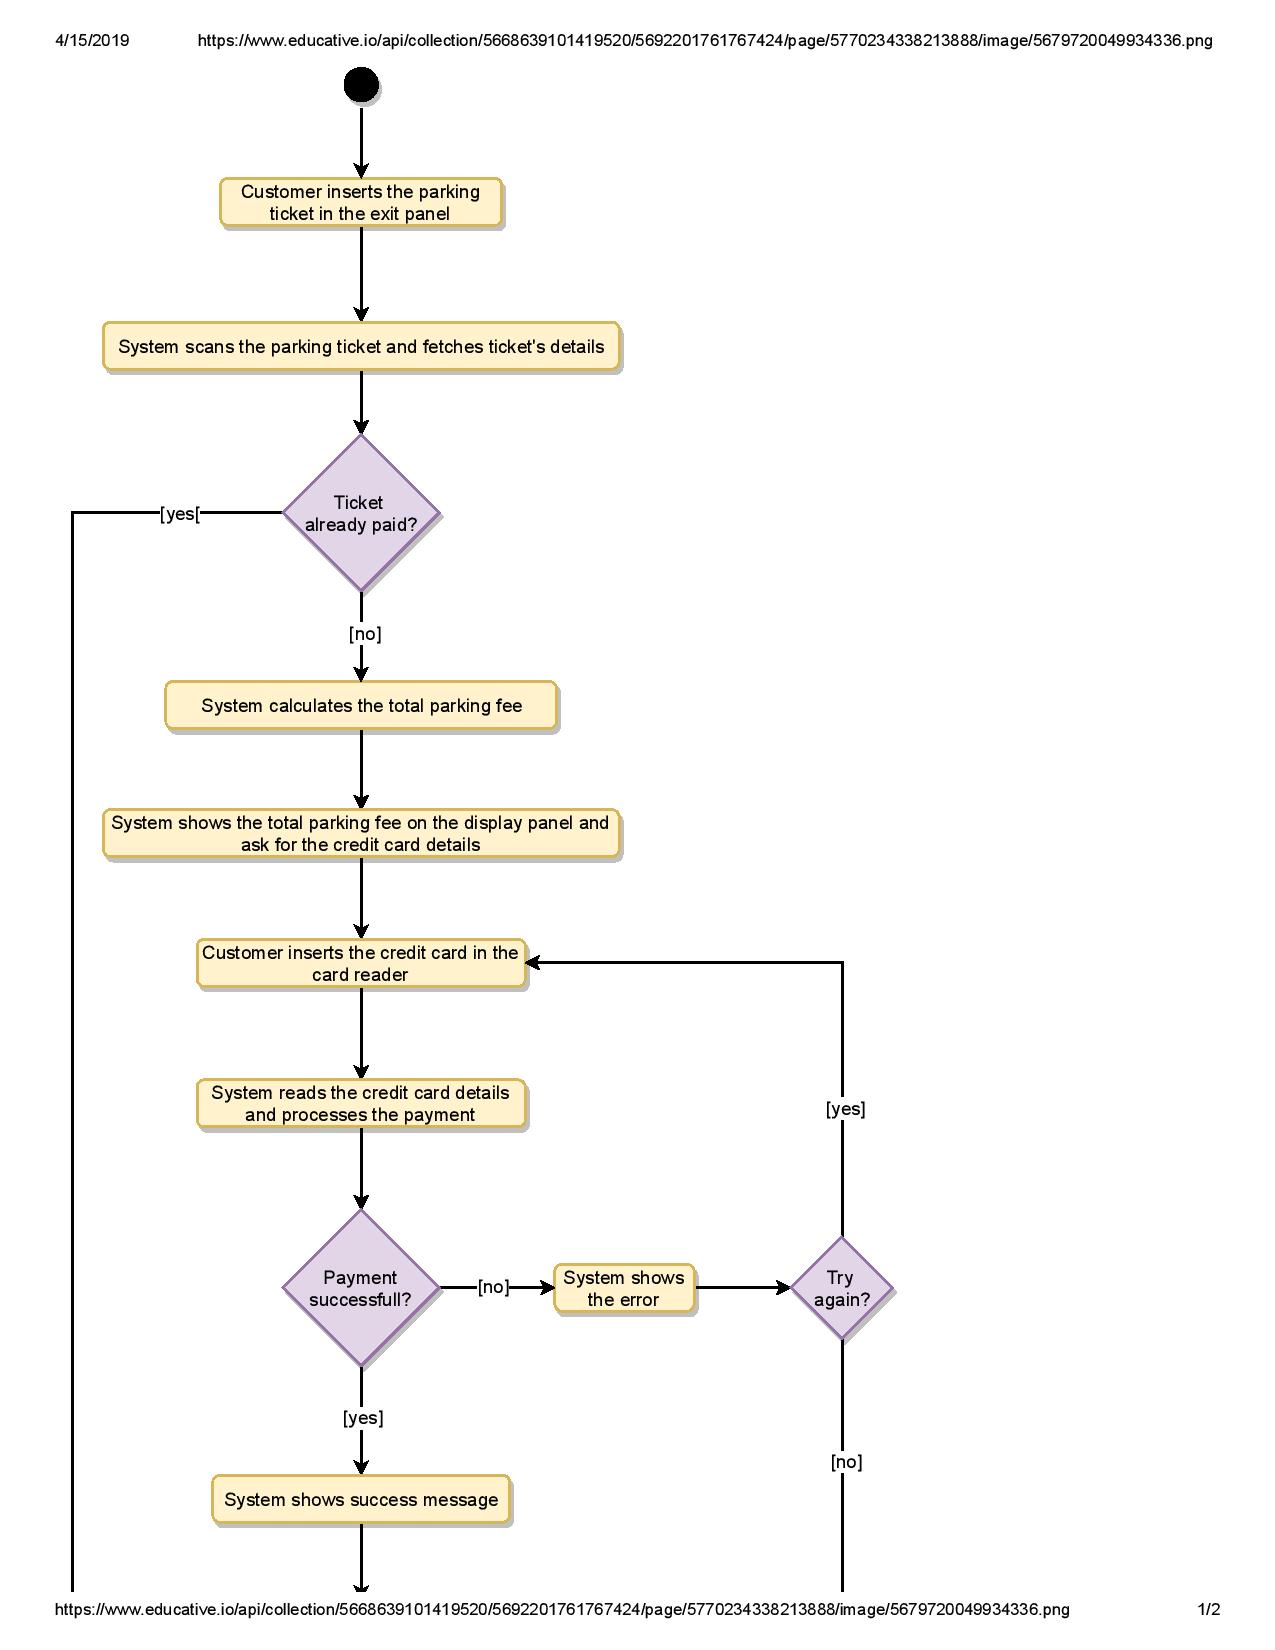 4/15/2019
https://www.educative.io/api/collection/5668639101419520/5692201761767424/page/5770234338213888/image/5679720049934336.png
Customer inserts the parking
ticket in the exit panel
System scans the parking ticket and fetches ticket's details
Ticket
already paid?
[yes[
[no]
System calculates the total parking fee
System shows the total parking fee on the display panel and
ask for the credit card details
Customer inserts the credit card in the
card reader
System reads the credit card details
and processes the payment
[yes]
Payment
successfull?
[no]
System shows
the error
Try
again?
[yes]
[no]
System shows success message
https://www.educative.io/api/collection/5668639101419520/5692201761767424/page/5770234338213888/image/5679720049934336.png
1/2